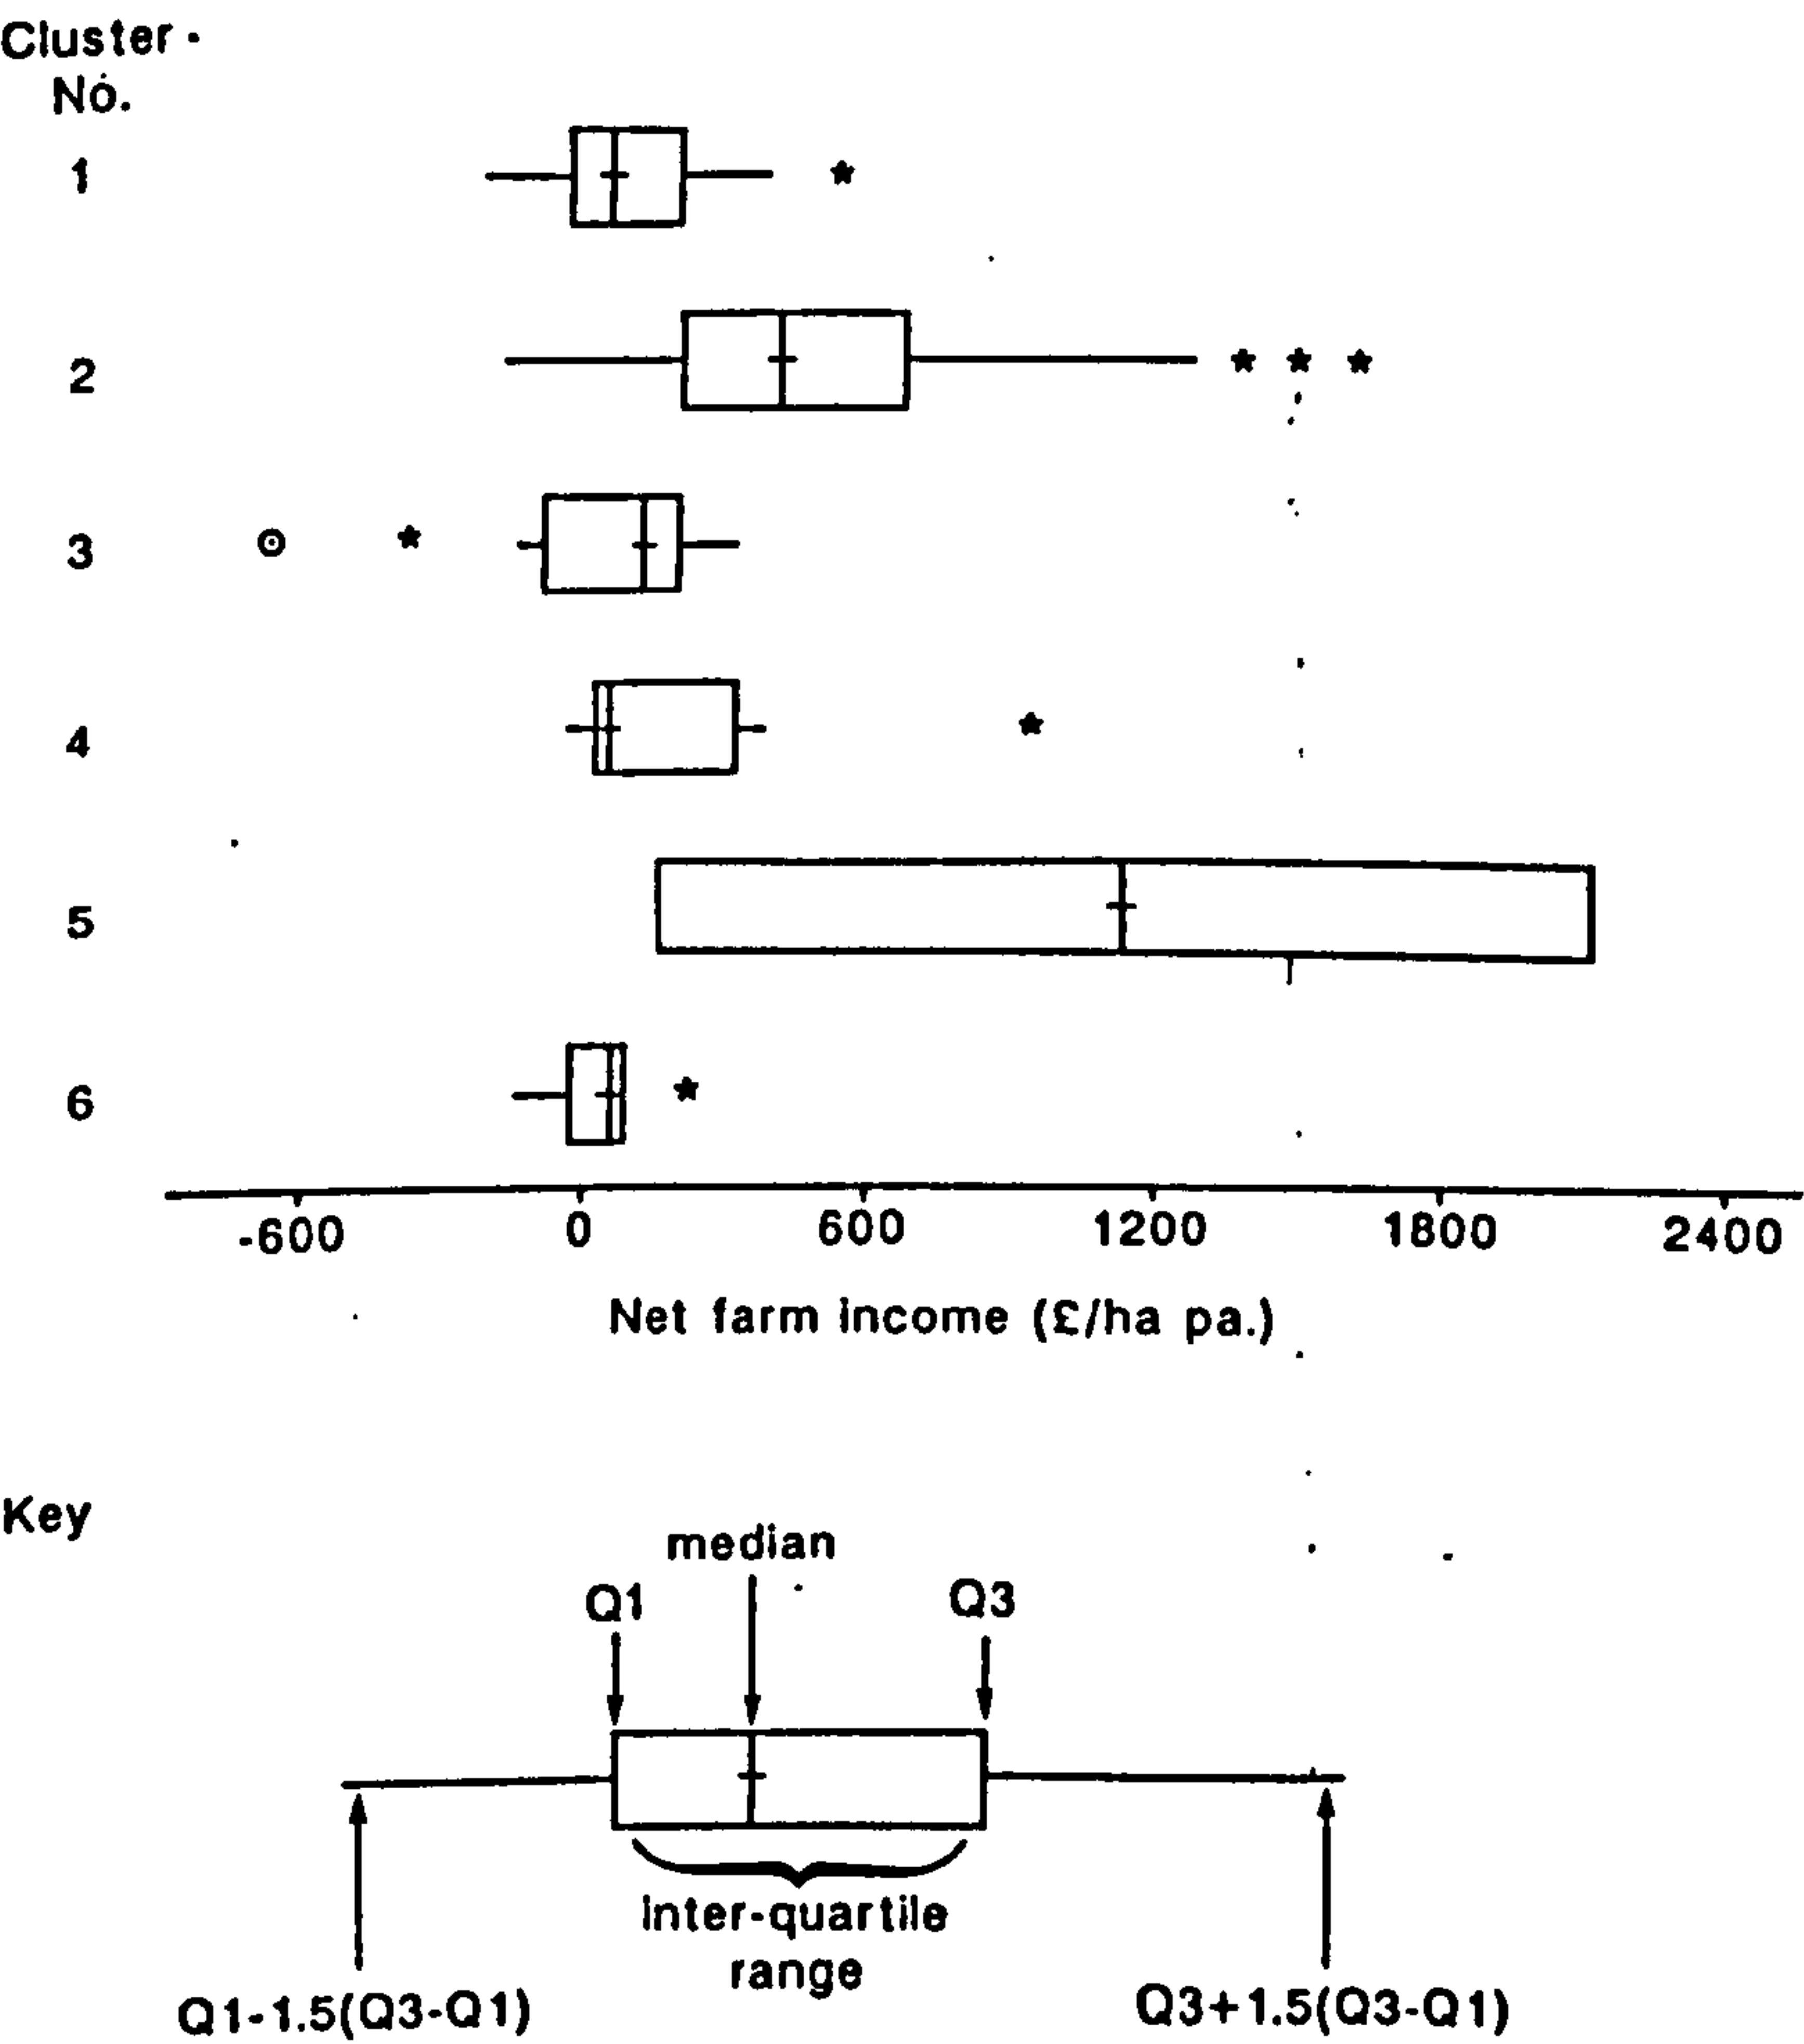 Cluster-
No.
1
2
3
4
5
6
-600 0 600 1200 1800 2400
Net farm income (£/ha pa.)
Key
median
Q1 Q3
inter-quartile
range
Q1-1.5(Q3-Q1) Q3+1.5(Q3-Q1)